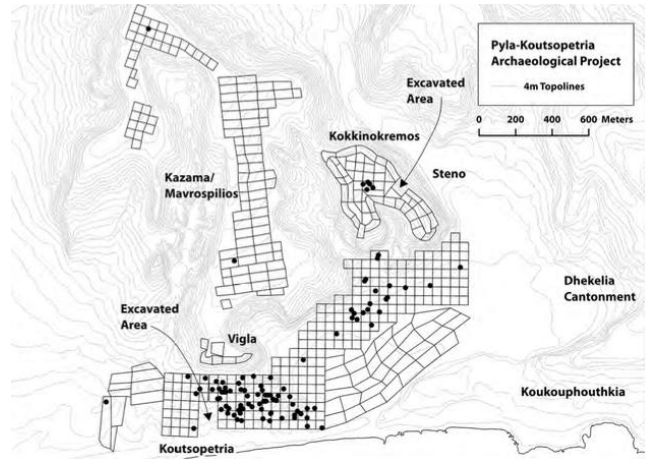 Pyla-Koutsopetria
Archaeological Project
4m Topolines
0 200 400 600 Meters
Excavated
Area
Kokkinokremos
Steno
Kazama/
Mavrospilios
Dhekelia
Cantonment
Excavated
Area
Vigla
Koukouphouthkia
Koutsopetria